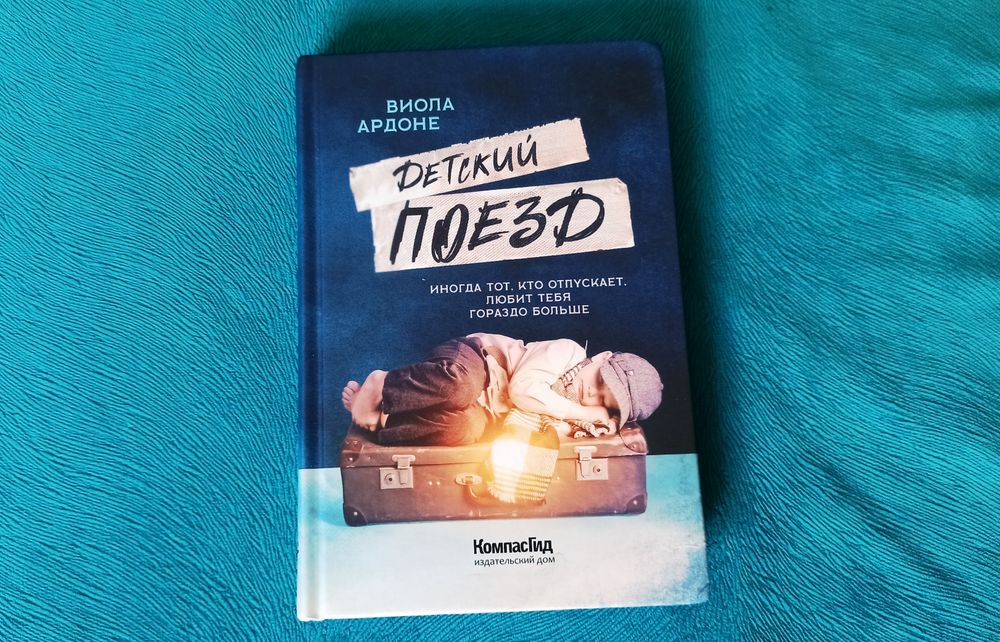 ВИОЛА
АРДОНЕ
ДЕТСКИЙ
ПОЕЗД
ИНОГДА ТОТ, КТО ОТПУСКАЕТ,
ЛЮБИТ ТЕБЯ
ГОРАЗДО БОЛЬШЕ
КомпасГид
издательский дом